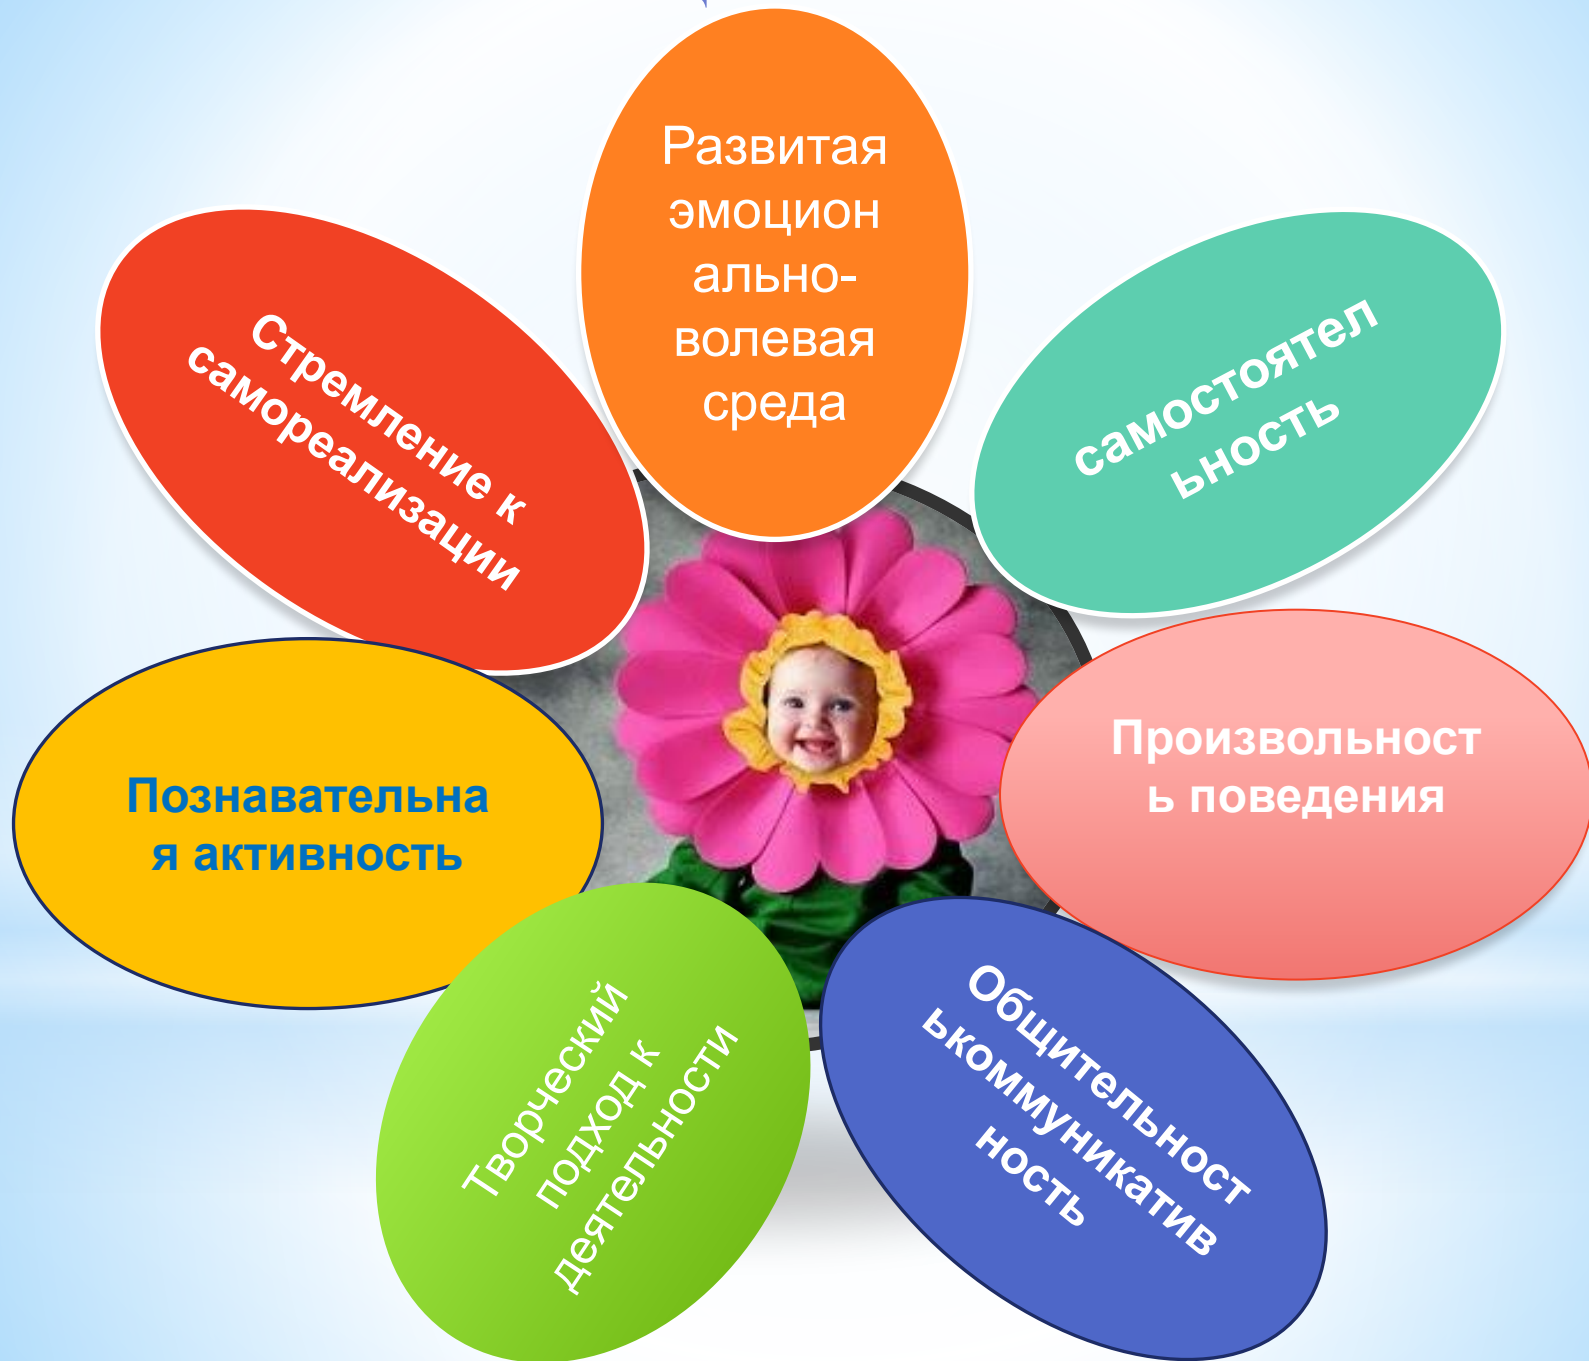 Развитая
эмоцион
ально-
волевая
среда
Стремление к
самореализации
самостоятел
ьность
Познавательна
я активность
Произвольност
ь поведения
Творческий
подход к
деятельности
Общительност
ькоммуникатив
ность